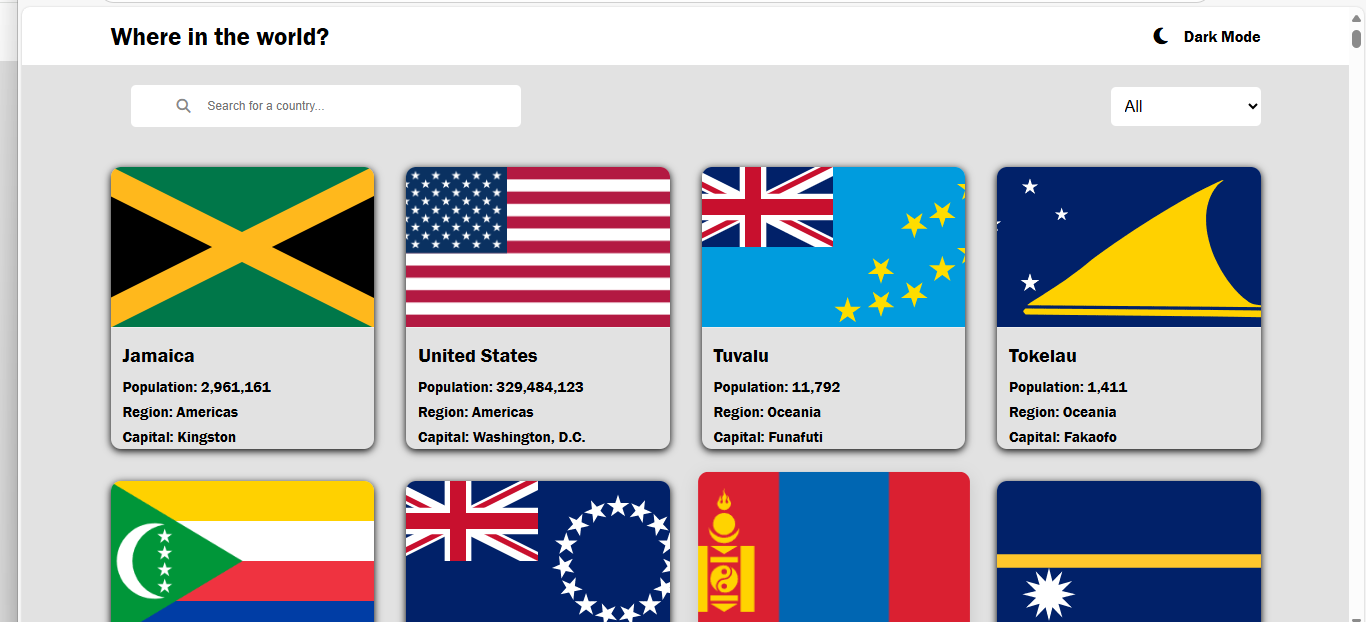 Where in the world?
Dark Mode
Search for a country...
All
Jamaica
Population: 2,961,161
Region: Americas
Capital: Kingston
United States
Population: 329,484,123
Region: Americas
Capital: Washington, D.C.
Tuvalu
Population: 11,792
Region: Oceania
Capital: Funafuti
Tokelau
Population: 1,411
Region: Oceania
Capital: Fakaofo